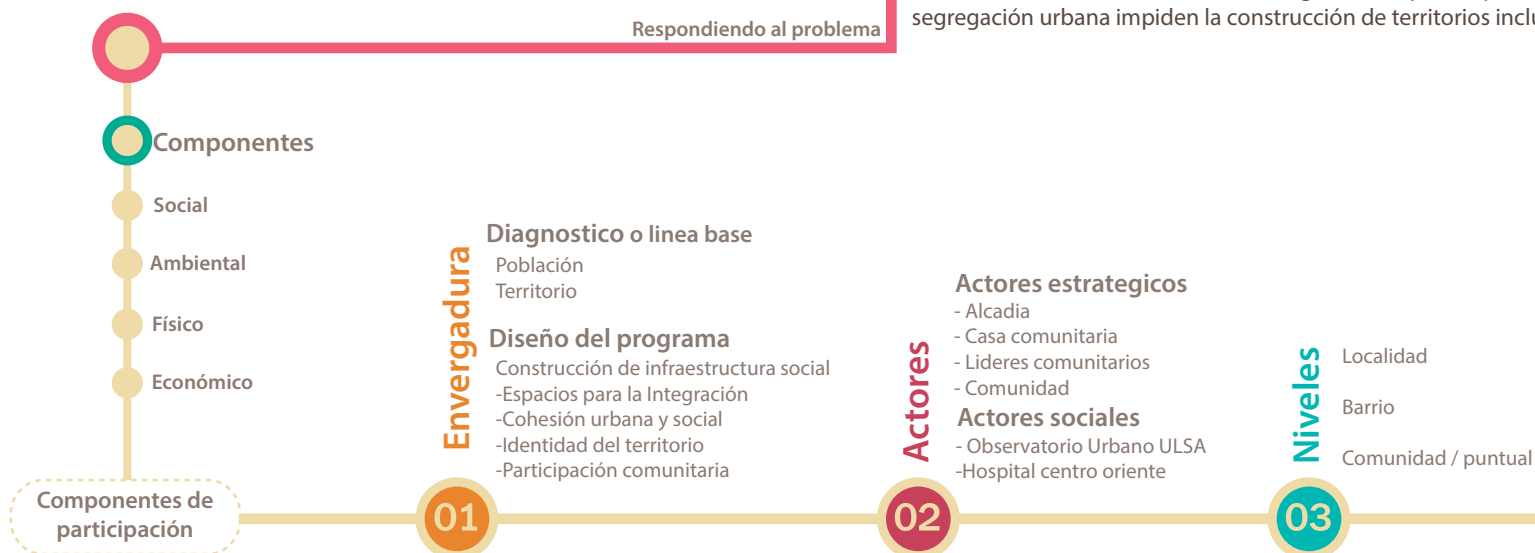 Respondiendo al problema
segregación urbana impiden la construcción de territorios
Componentes
Social
Ambiental
Físico
Económico
Componentes de
participación
Envergadura
Diagnostico o linea base
Población
Territorio
Diseño del programa
Construcción de infraestructura social
-Espacios para la Integración
-Cohesión urbana y social
-Identidad del territorio
-Participación comunitaria
01
Actores
Actores estrategicos
- Alcadia
- Casa comunitaria
- Lideres comunitarios
- Comunidad
Actores sociales
- Observatorio Urbano ULSA
-Hospital centro oriente
02
Niveles
Localidad
Barrio
Comunidad / puntual
03